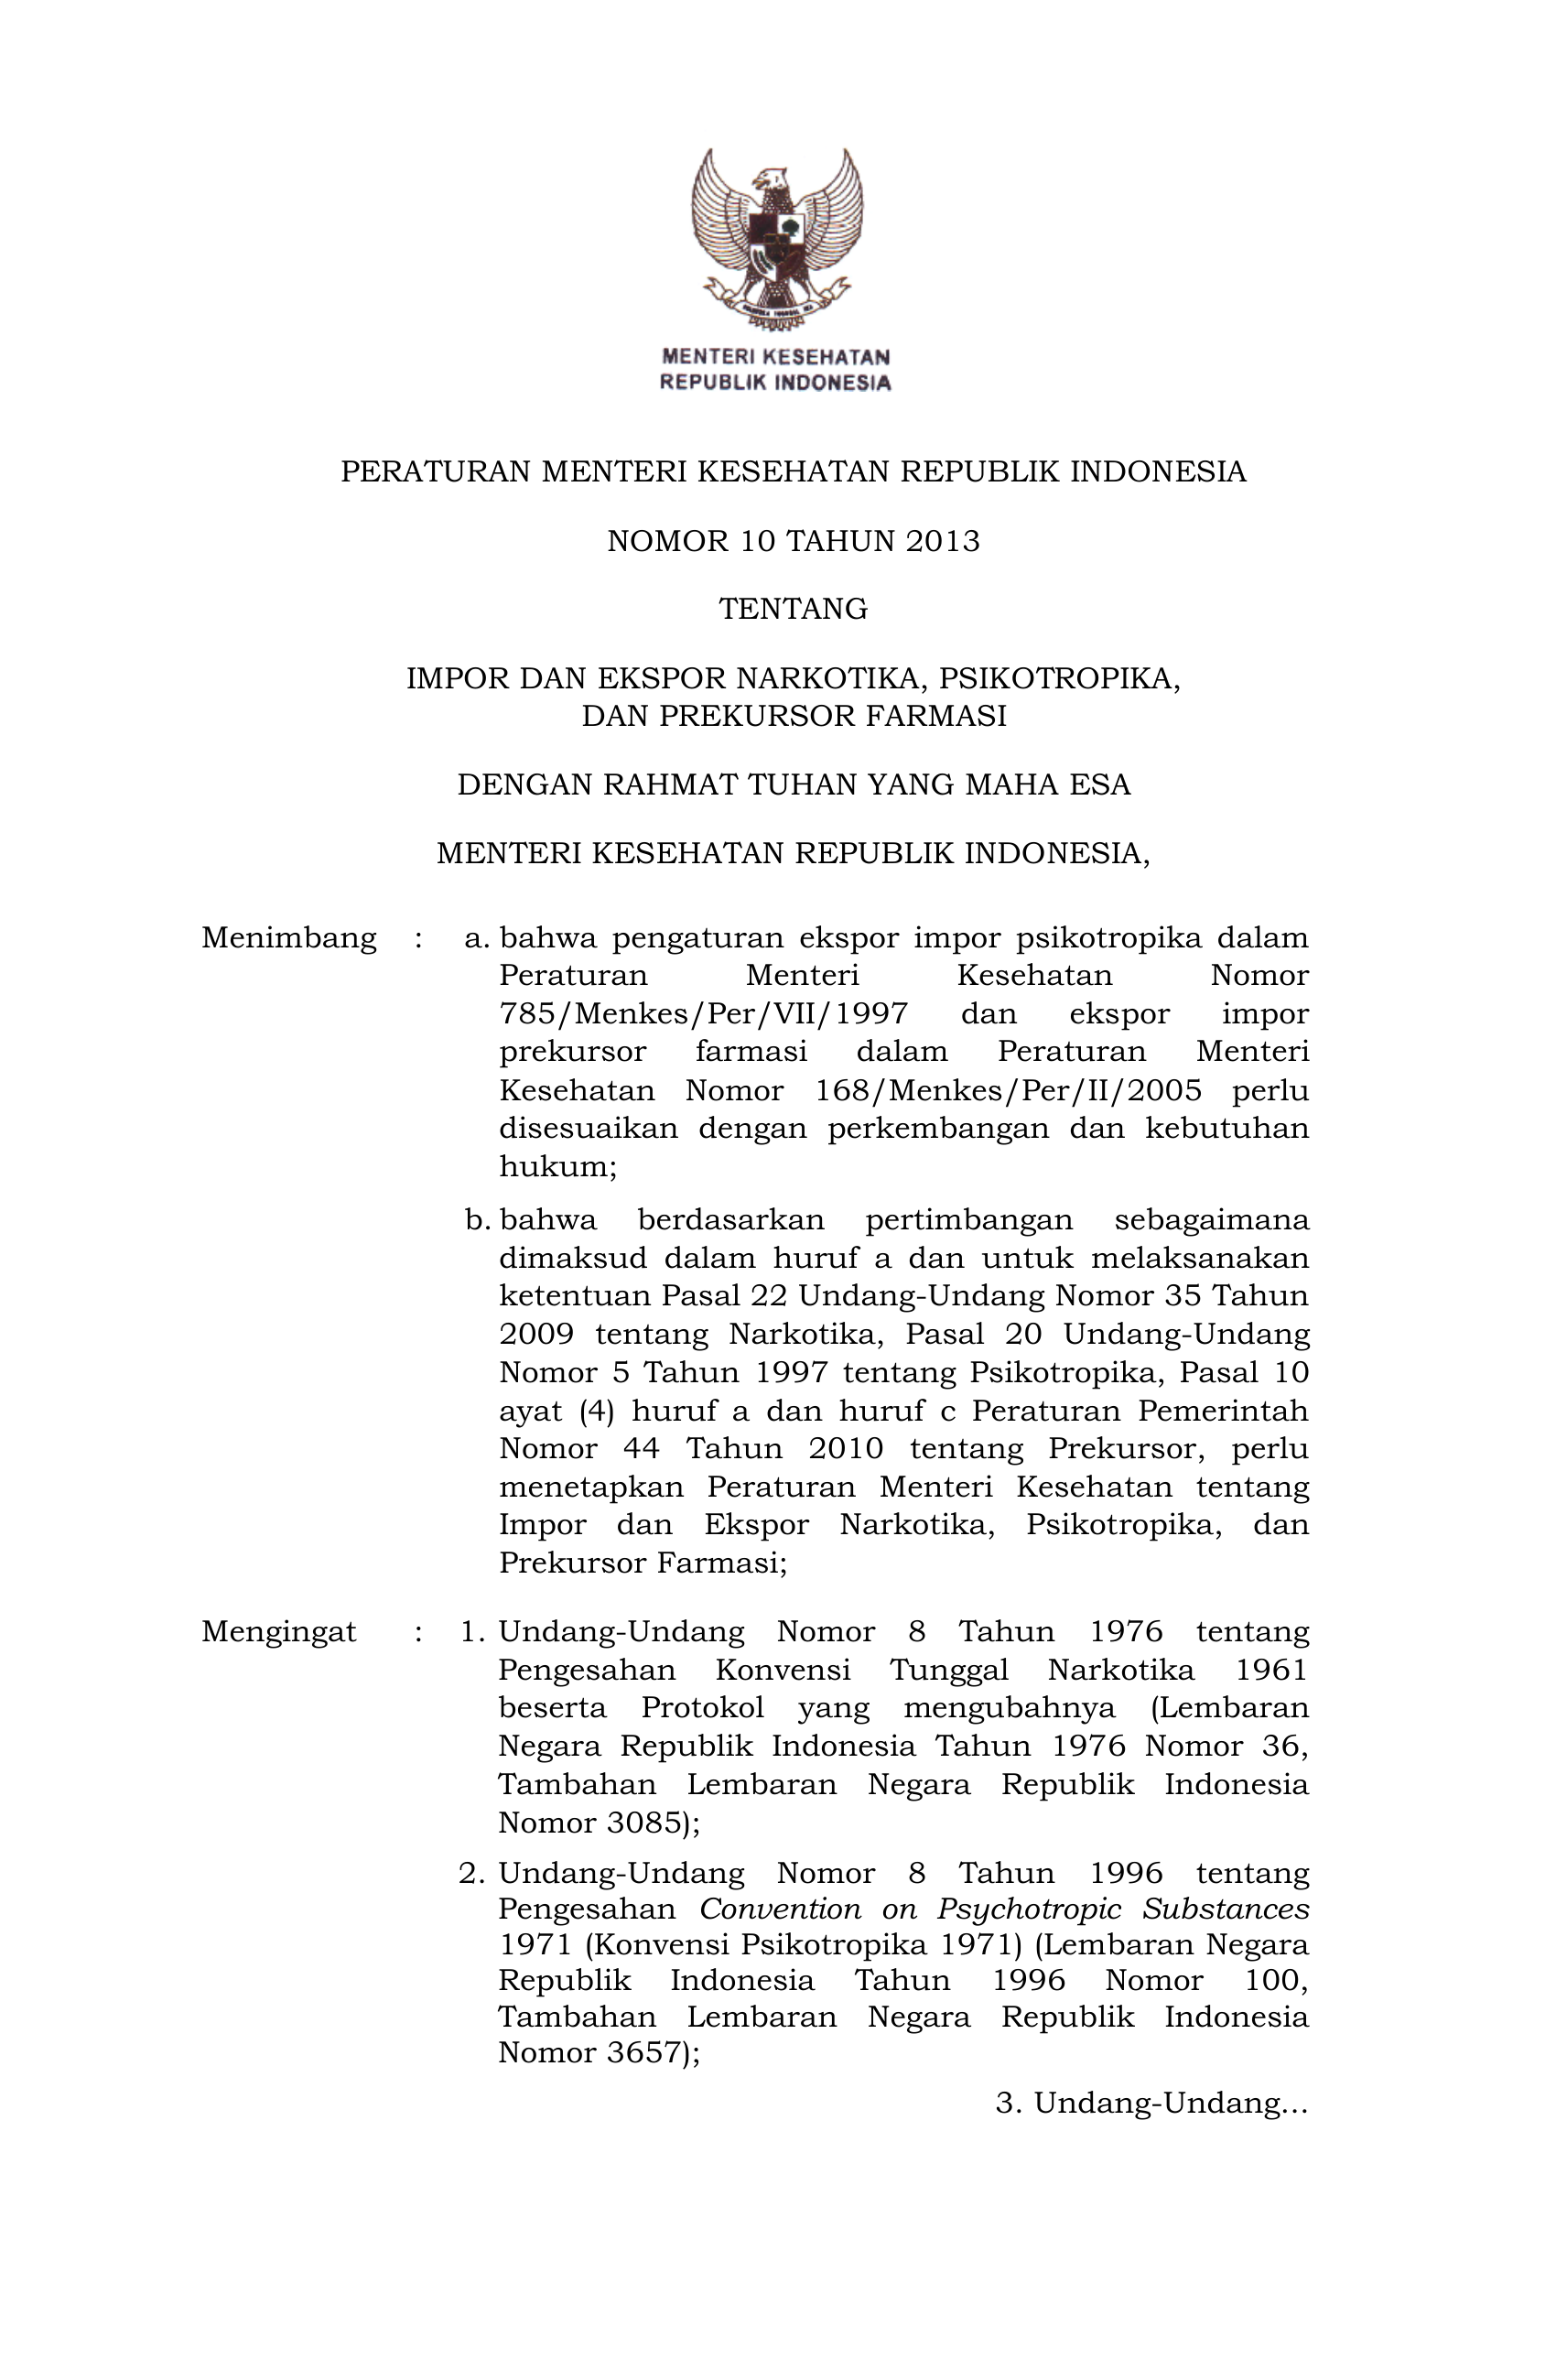 MENTERI KESEHATAN
REPUBLIK INDONESIA
PERATURAN MENTERI KESEHATAN REPUBLIK INDONESIA
NOMOR 10 TAHUN 2013
TENTANG
IMPOR DAN EKSPOR NARKOTIKA, PSIKOTROPIKA,
DAN PREKURSOR FARMASI
DENGAN RAHMAT TUHAN YANG MAHA ESA
MENTERI KESEHATAN REPUBLIK INDONESIA,
Menimbang : a. bahwa pengaturan ekspor impor psikotropika dalam
Peraturan Menteri Kesehatan Nomor
785/Menkes/Per/VII/1997 dan ekspor impor
prekursor farmasi dalam Peraturan Menteri
Kesehatan Nomor 168/Menkes/Per/II/2005 perlu
disesuaikan dengan perkembangan dan kebutuhan
hukum;
b. bahwa berdasarkan pertimbangan sebagaimana
dimaksud dalam huruf a dan untuk melaksanakan
ketentuan Pasal 22 Undang-Undang Nomor 35 Tahun
2009 tentang Narkotika, Pasal 20 Undang-Undang
Nomor 5 Tahun 1997 tentang Psikotropika, Pasal 10
ayat (4) huruf a dan huruf c Peraturan Pemerintah
Nomor 44 Tahun 2010 tentang Prekursor, perlu
menetapkan Peraturan Menteri Kesehatan tentang
Impor dan Ekspor Narkotika, Psikotropika, dan
Prekursor Farmasi;
Mengingat : 1. Undang-Undang Nomor 8 Tahun 1976 tentang
Pengesahan Konvensi Tunggal Narkotika 1961
beserta Protokol yang mengubahnya (Lembaran
Negara Republik Indonesia Tahun 1976 Nomor 36,
Tambahan Lembaran Negara Republik Indonesia
Nomor 3085);
2. Undang-Undang Nomor 8 Tahun 1996 tentang
Pengesahan Convention on Psychotropic Substances
1971 (Konvensi Psikotropika 1971) (Lembaran Negara
Republik Indonesia Tahun 1996 Nomor 100,
Tambahan Lembaran Negara Republik Indonesia
Nomor 3657);
3. Undang-Undang...